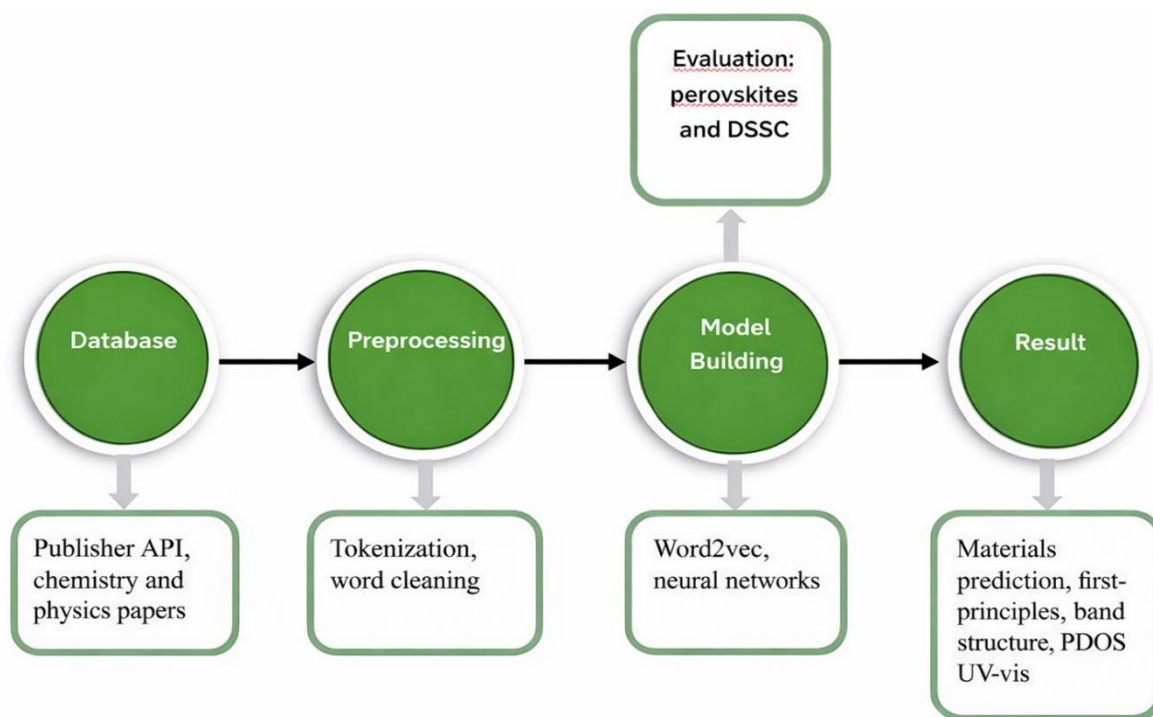 Evaluation:
perovskites
and DSSC
Database
Preprocessing
Model
Building
Result
Publisher API,
chemistry and
physics papers
Tokenization,
word cleaning
Word2vec,
neural networks
Materials
prediction, first-
principles, band
structure, PDOS
UV-vis